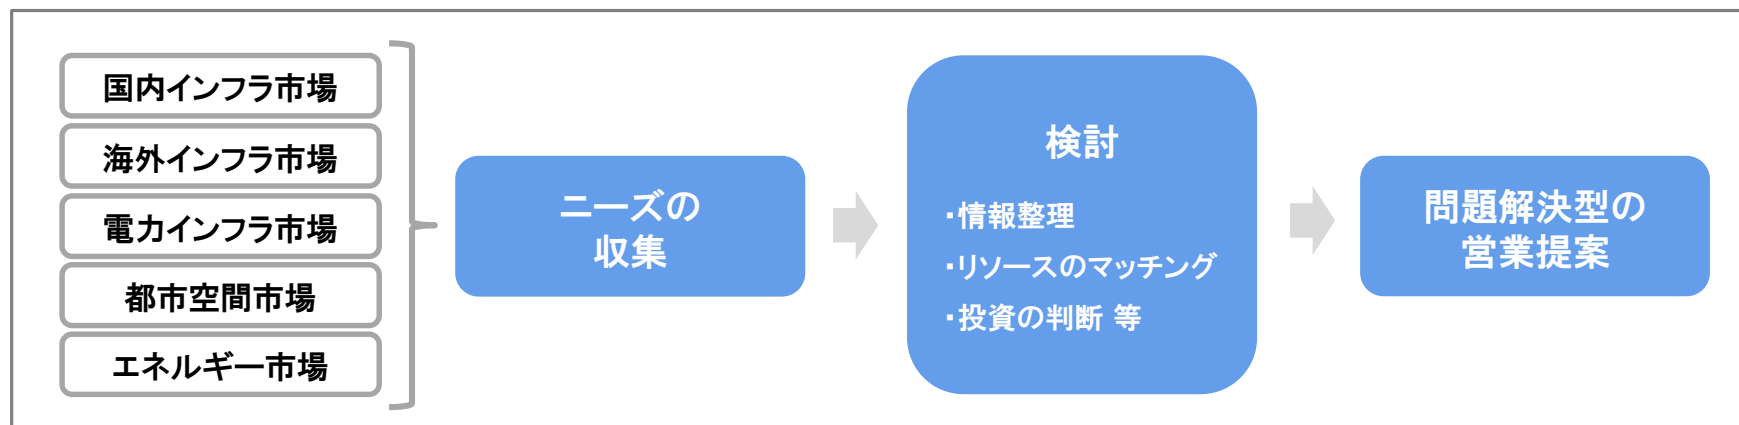 国内インフラ市場
海外インフラ市場
電力インフラ市場
都市空間市場
エネルギー市場
ニーズの
収集
検討
・情報整理
・リソースのマッチング
・投資の判断 等
問題解決型の
営業提案